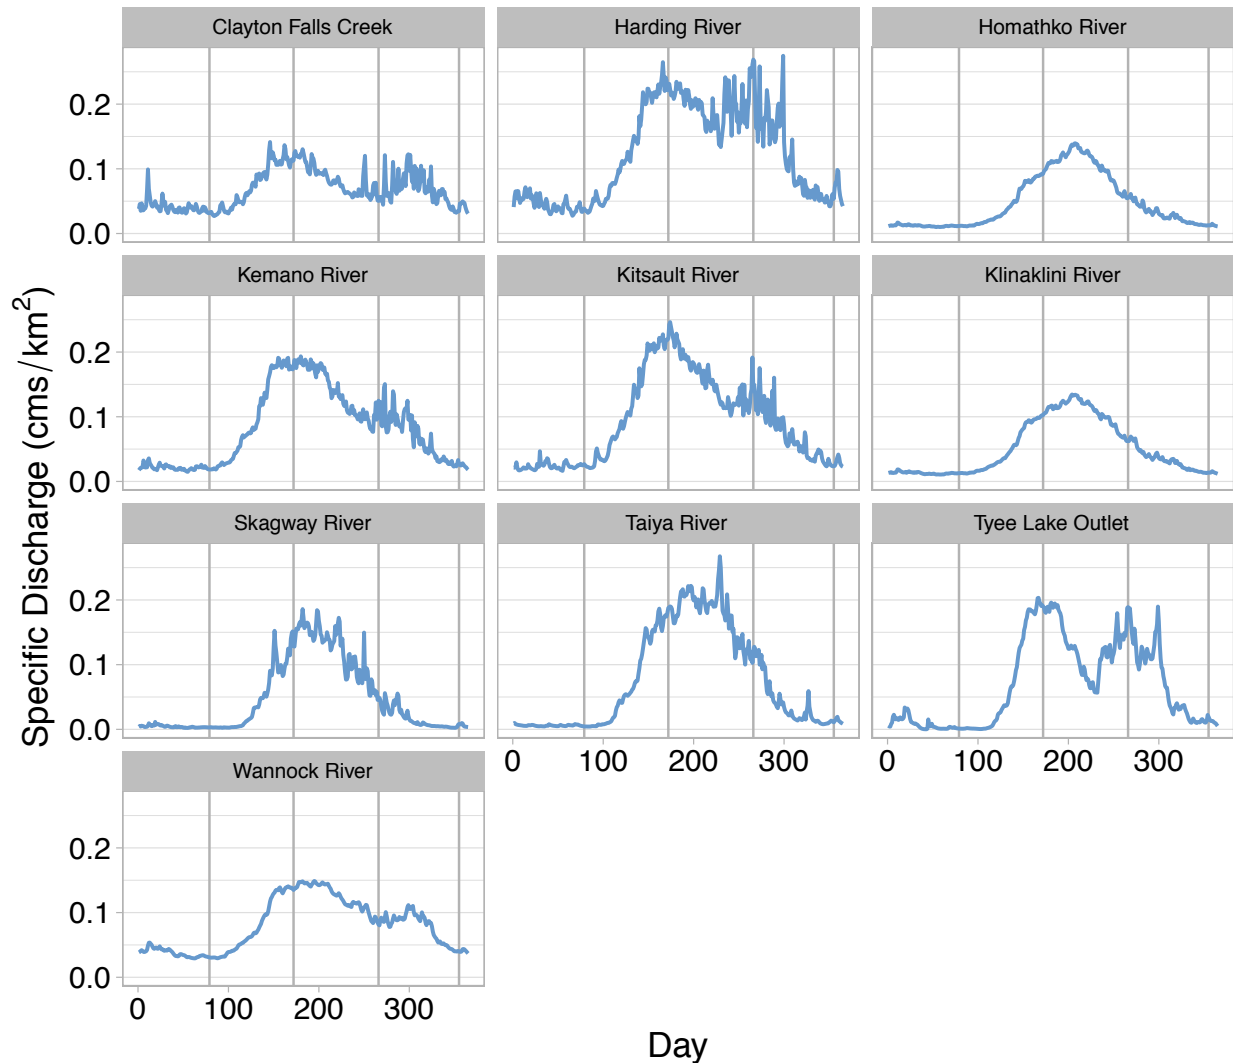 Clayton Falls Creek
Harding River
Homathko River
0.2
0.1
0.0
Kemano River
Kitsault River
Klinaklini River
0.2
0.1
0.0
Specific Discharge (cms/km²)
Skagway River
Taiya River
Tyee Lake Outlet
0.2
0.1
0.0
0 100 200 300
0 100 200 300
Wannock River
0.2
0.1
0.0
0 100 200 300
Day